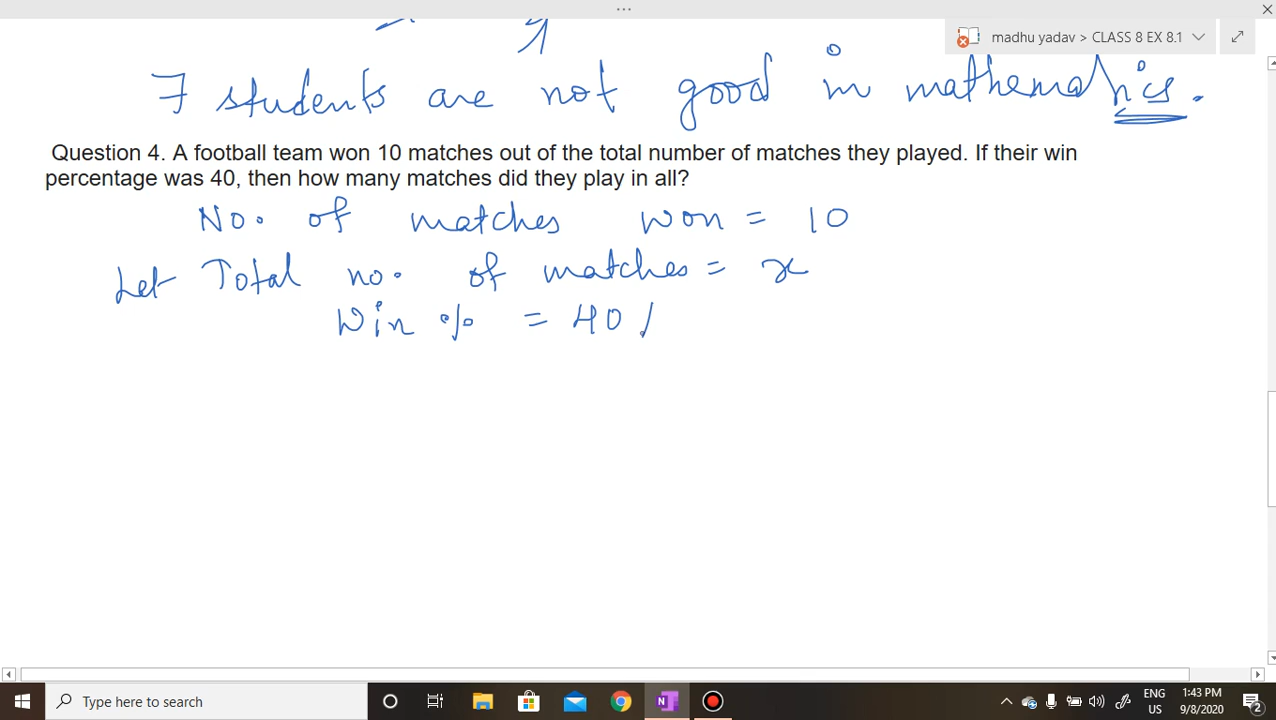 madhu yadav > CLASS 8 EX 8.1
7 students are not good in mathematics.
Question 4. A football team won 10 matches out of the total number of matches they played. If their win
percentage was 40, then how many matches did they play in all?
No. of matches won = 10
Let Total no. of matches = x
Win % = 40 /
Type here to search
ENG
US
1:43 PM
9/8/2020
2